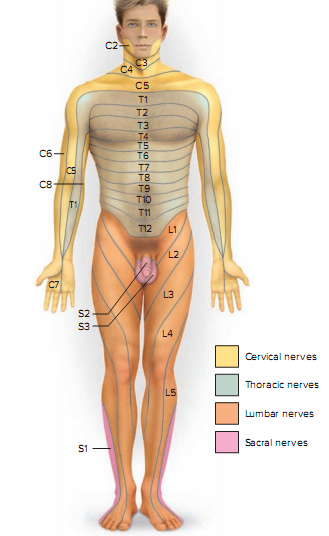 C2
C3
C4
C5
T1
T2
T3
T4
T5
C6
T6
T7
C5
T8
C8
T9
T10
T1
T11
T12
L1
L2
C7
L3
S2
S3
L4
Cervical nerves
Thoracic nerves
L5
Lumbar nerves
Sacral nerves
S1